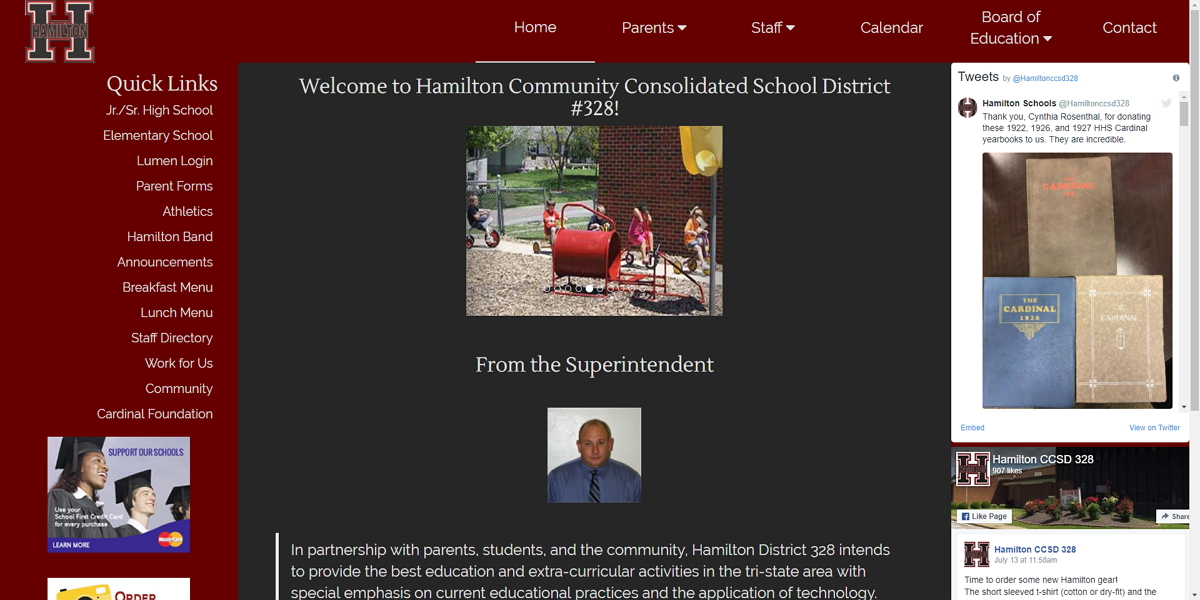 HAMILTON
Home
Parents
Staff
Calendar
Board of
Education
Contact
Quick Links
Jr./Sr. High School
Elementary School
Lumen Login
Parent Forms
Athletics
Hamilton Band
Announcements
Breakfast Menu
Lunch Menu
Staff Directory
Work for Us
Community
Cardinal Foundation
SUPPORT OUR SCHOOLS
Use your
School First Credit Card
for every purchase
LEARN MORE
MasterCard
ORDER
Welcome to Hamilton Community Consolidated School District
#328!
From the Superintendent
In partnership with parents, students, and the community, Hamilton District 328 intends
to provide the best education and extra-curricular activities in the tri-state area with
special emphasis on current educational practices and the application of technology.
Tweets by @Hamiltonccsd328
Hamilton Schools @Hamiltonccsd328
Thank you, Cynthia Rosenthal, for donating
these 1922, 1926, and 1927 HHS Cardinal
yearbooks to us. They are incredible.
CARDINAL
THE
CARDINAL
1926
CARDINAL
Embed
View on Twitter
Hamilton CCSD 328
907 likes
Like Page
Share
Hamilton CCSD 328
July 13 at 11:58am
Time to order some new Hamilton gear!
The short sleeved t-shirt (cotton or dry-fit) and the